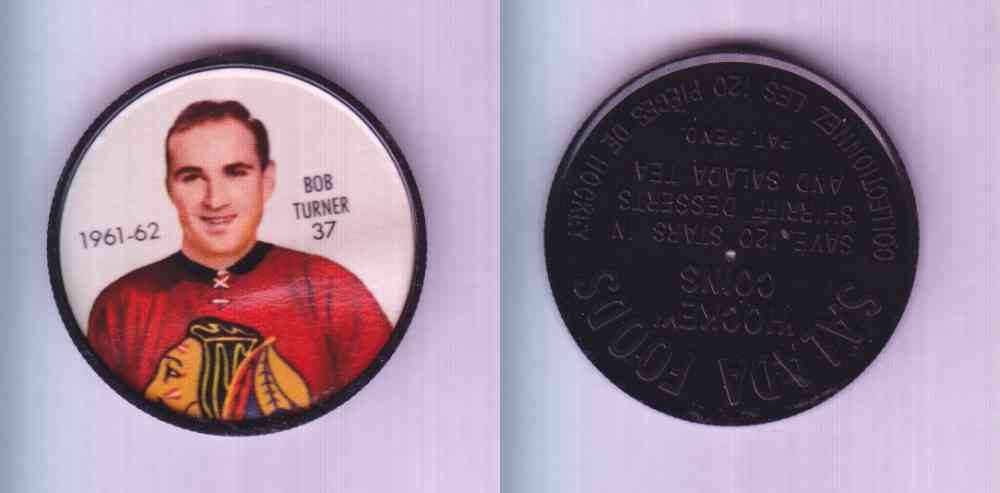 1961-62
BOB
TURNER
37
SALADA FOODS
"HOCKEY"
COINS
SAVE 120 STARS IN
SHIRRIFF DESSERTS
AND SALADA TEA
PAT. PEND.
COLLECTIONNEZ LES 120 PIECES DE HOCKEY